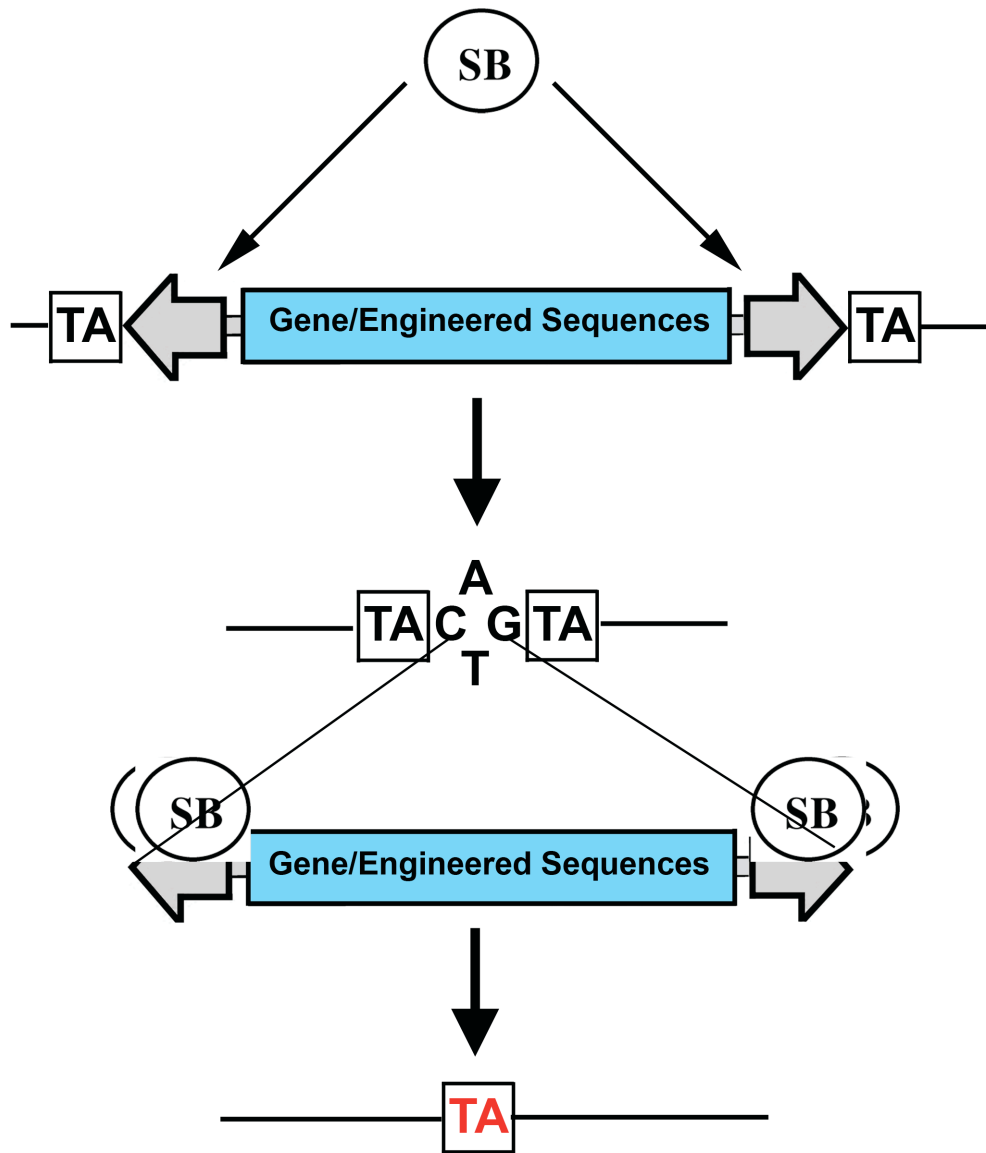 SB
TA Gene/Engineered Sequences TA
A
TA C G TA
T
SB SB
Gene/Engineered Sequences
TA